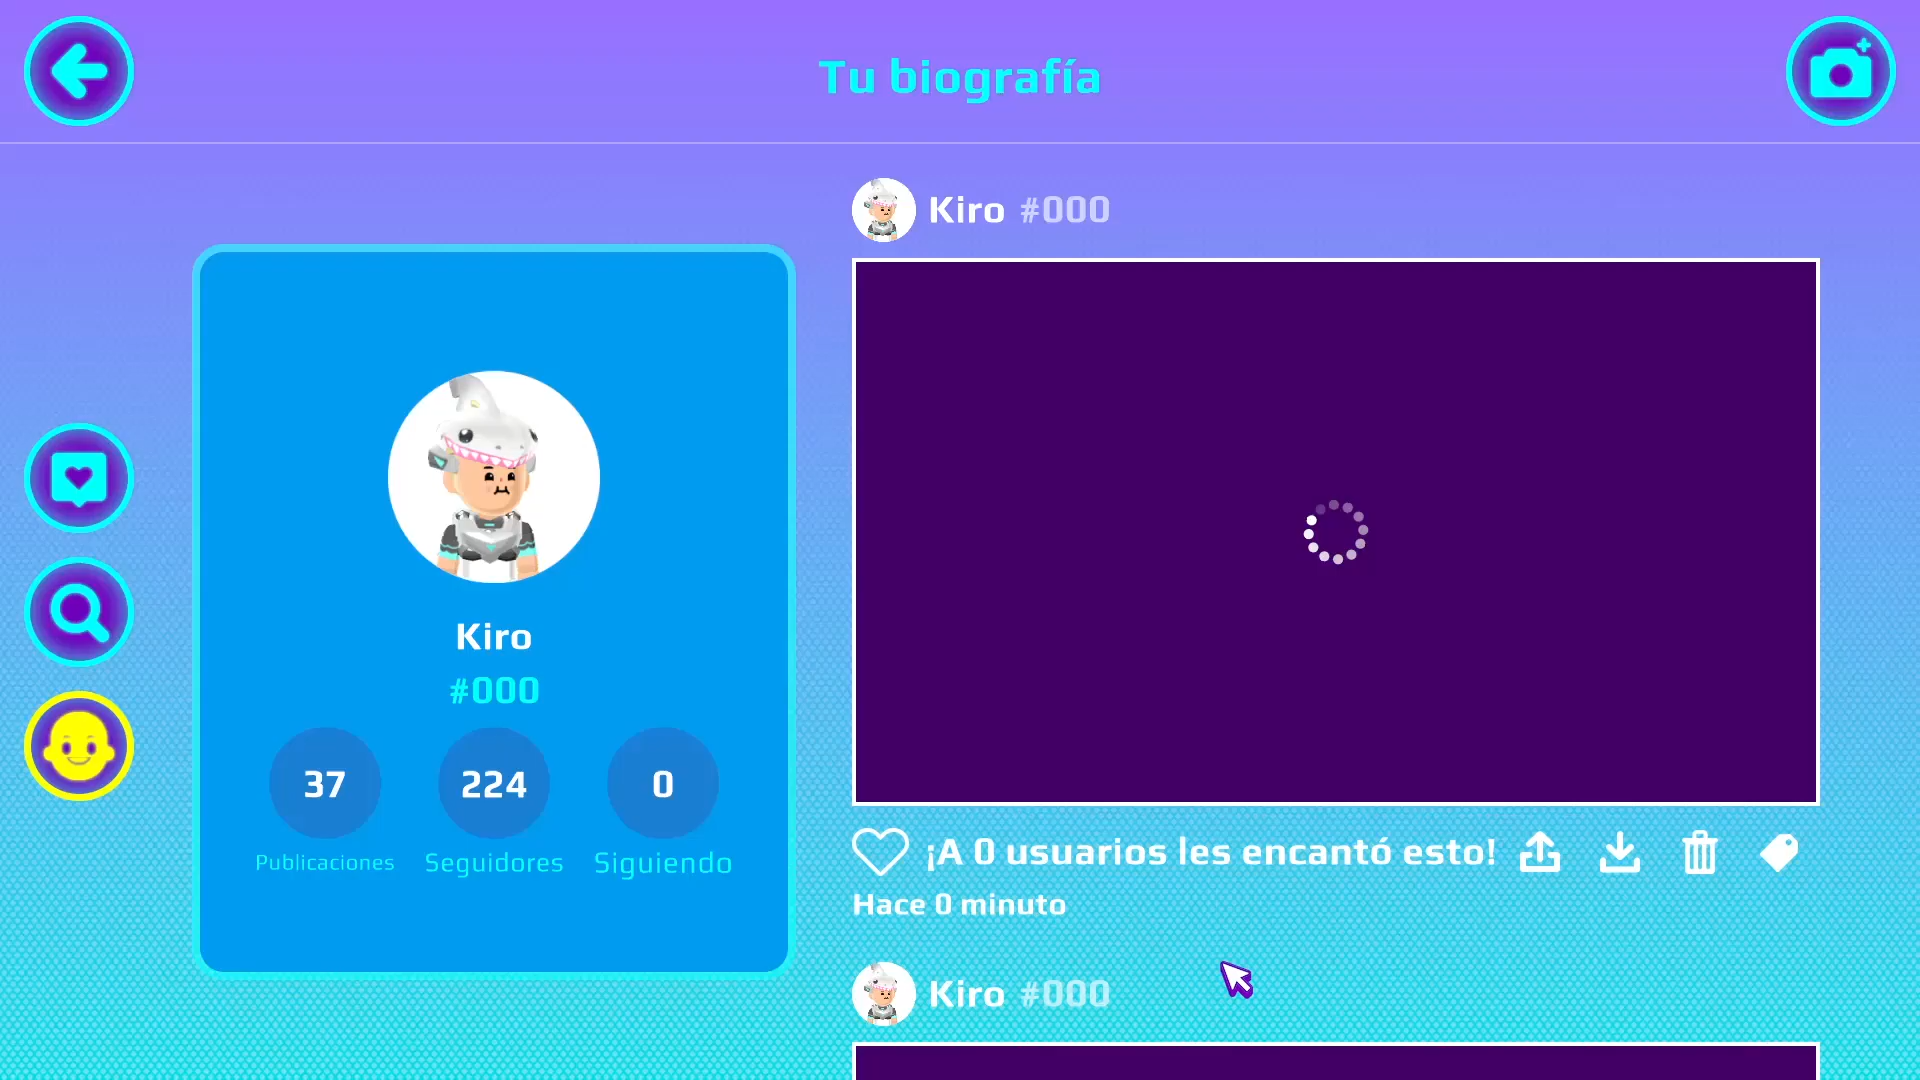 Tu biografía
Kiro #000
Kiro
#000
37
224
0
Publicaciones
Seguidores
Siguiendo
¡A 0 usuarios les encantó esto!
Hace 0 minuto
Kiro #000